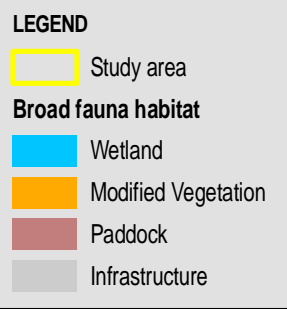 LEGEND
Study area
Broad fauna habitat
Wetland
Modified Vegetation
Paddock
Infrastructure